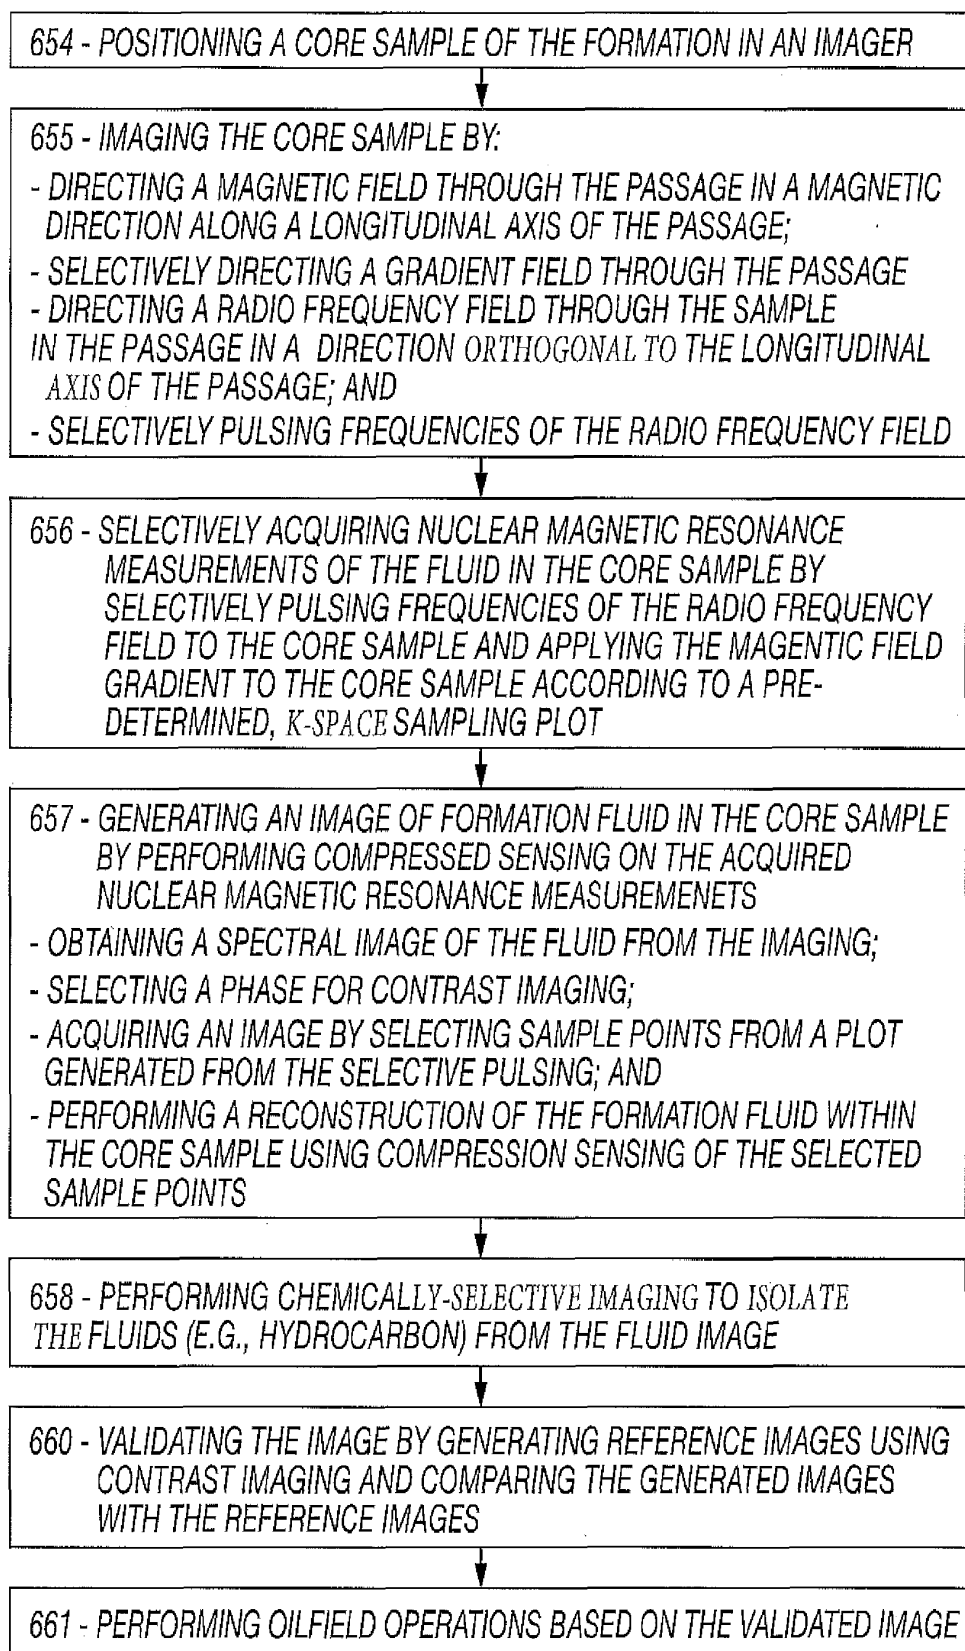 654 - POSITIONING A CORE SAMPLE OF THE FORMATION IN AN IMAGER
655 - IMAGING THE CORE SAMPLE BY:
- DIRECTING A MAGNETIC FIELD THROUGH THE PASSAGE IN A MAGNETIC
DIRECTION ALONG A LONGITUDINAL AXIS OF THE PASSAGE;
- SELECTIVELY DIRECTING A GRADIENT FIELD THROUGH THE PASSAGE
- DIRECTING A RADIO FREQUENCY FIELD THROUGH THE SAMPLE
IN THE PASSAGE IN A DIRECTION ORTHOGONAL TO THE LONGITUDINAL
AXIS OF THE PASSAGE; AND
- SELECTIVELY PULSING FREQUENCIES OF THE RADIO FREQUENCY FIELD
656 - SELECTIVELY ACQUIRING NUCLEAR MAGNETIC RESONANCE
MEASUREMENTS OF THE FLUID IN THE CORE SAMPLE BY
SELECTIVELY PULSING FREQUENCIES OF THE RADIO FREQUENCY
FIELD TO THE CORE SAMPLE AND APPLYING THE MAGENTIC FIELD
GRADIENT TO THE CORE SAMPLE ACCORDING TO A PRE-
DETERMINED, K-SPACE SAMPLING PLOT
657 - GENERATING AN IMAGE OF FORMATION FLUID IN THE CORE SAMPLE
BY PERFORMING COMPRESSED SENSING ON THE ACQUIRED
NUCLEAR MAGNETIC RESONANCE MEASUREMENETS
- OBTAINING A SPECTRAL IMAGE OF THE FLUID FROM THE IMAGING;
- SELECTING A PHASE FOR CONTRAST IMAGING;
- ACQUIRING AN IMAGE BY SELECTING SAMPLE POINTS FROM A PLOT
GENERATED FROM THE SELECTIVE PULSING; AND
- PERFORMING A RECONSTRUCTION OF THE FORMATION FLUID WITHIN
THE CORE SAMPLE USING COMPRESSION SENSING OF THE SELECTED
SAMPLE POINTS
658 - PERFORMING CHEMICALLY-SELECTIVE IMAGING TO ISOLATE
THE FLUIDS (E.G., HYDROCARBON) FROM THE FLUID IMAGE
660 - VALIDATING THE IMAGE BY GENERATING REFERENCE IMAGES USING
CONTRAST IMAGING AND COMPARING THE GENERATED IMAGES
WITH THE REFERENCE IMAGES
661 - PERFORMING OILFIELD OPERATIONS BASED ON THE VALIDATED IMAGE